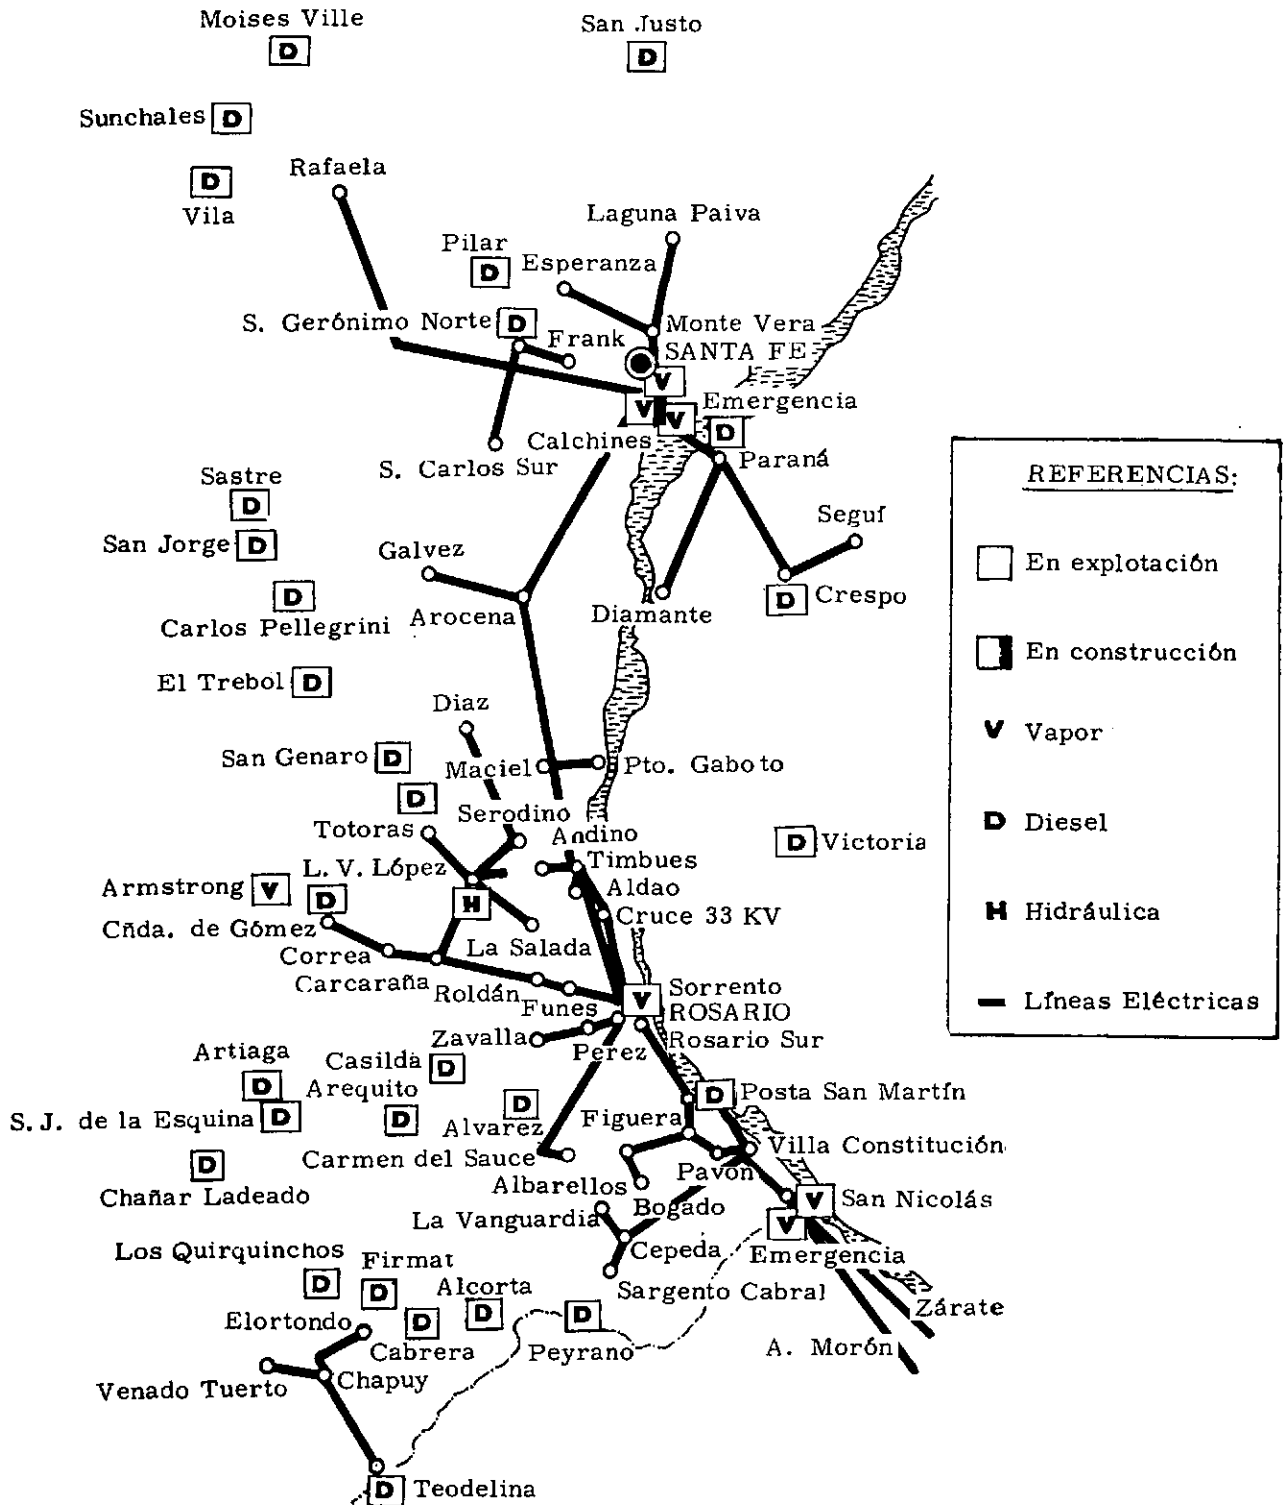 Moises Ville
D
San Justo
D
Sunchales D
D
Vila
Rafaela
Laguna Paiva
Pilar
D
Esperanza
S. Gerónimo Norte D
Frank
Monte Vera
SANTA FE
V
V
V
Emergencia
D
Calchines
Paraná
S. Carlos Sur
Sastre
D
San Jorge D
Galvez
Seguí
D
Carlos Pellegrini
Arocena
Diamante
D Crespo
El Trebol D
Diaz
San Genaro D
Maciel
Pto. Gaboto
D
Totoras
Serodino
Andino
Timbues
D Victoria
L. V. López
Aldao
Armstrong V
D
H
Cruce 33 KV
Cñda. de Gómez
Correa
La Salada
Carcaraña
Roldán
Funes
V
Sorrento
ROSARIO
Rosario Sur
Zavalla
Perez
Artiaga
D
Casilda
D
Arequito
D
S. J. de la Esquina D
D
Alvarez
Figuera
D Posta San Martín
Carmen del Sauce
Villa Constitución
D
Chañar Ladeado
Albarellos
Pavón
Bogado
V San Nicolás
La Vanguardia
V
Emergencia
Cepeda
Los Quirquinchos
D
Firmat
D
Alcorta
D
Sargento Cabral
Zárate
Elortondo
D
Cabrera
D
Peyrano
A. Morón
Venado Tuerto
Chapuy
D Teodelina
REFERENCIAS:
En explotación
En construcción
V Vapor
D Diesel
H Hidráulica
Líneas Eléctricas